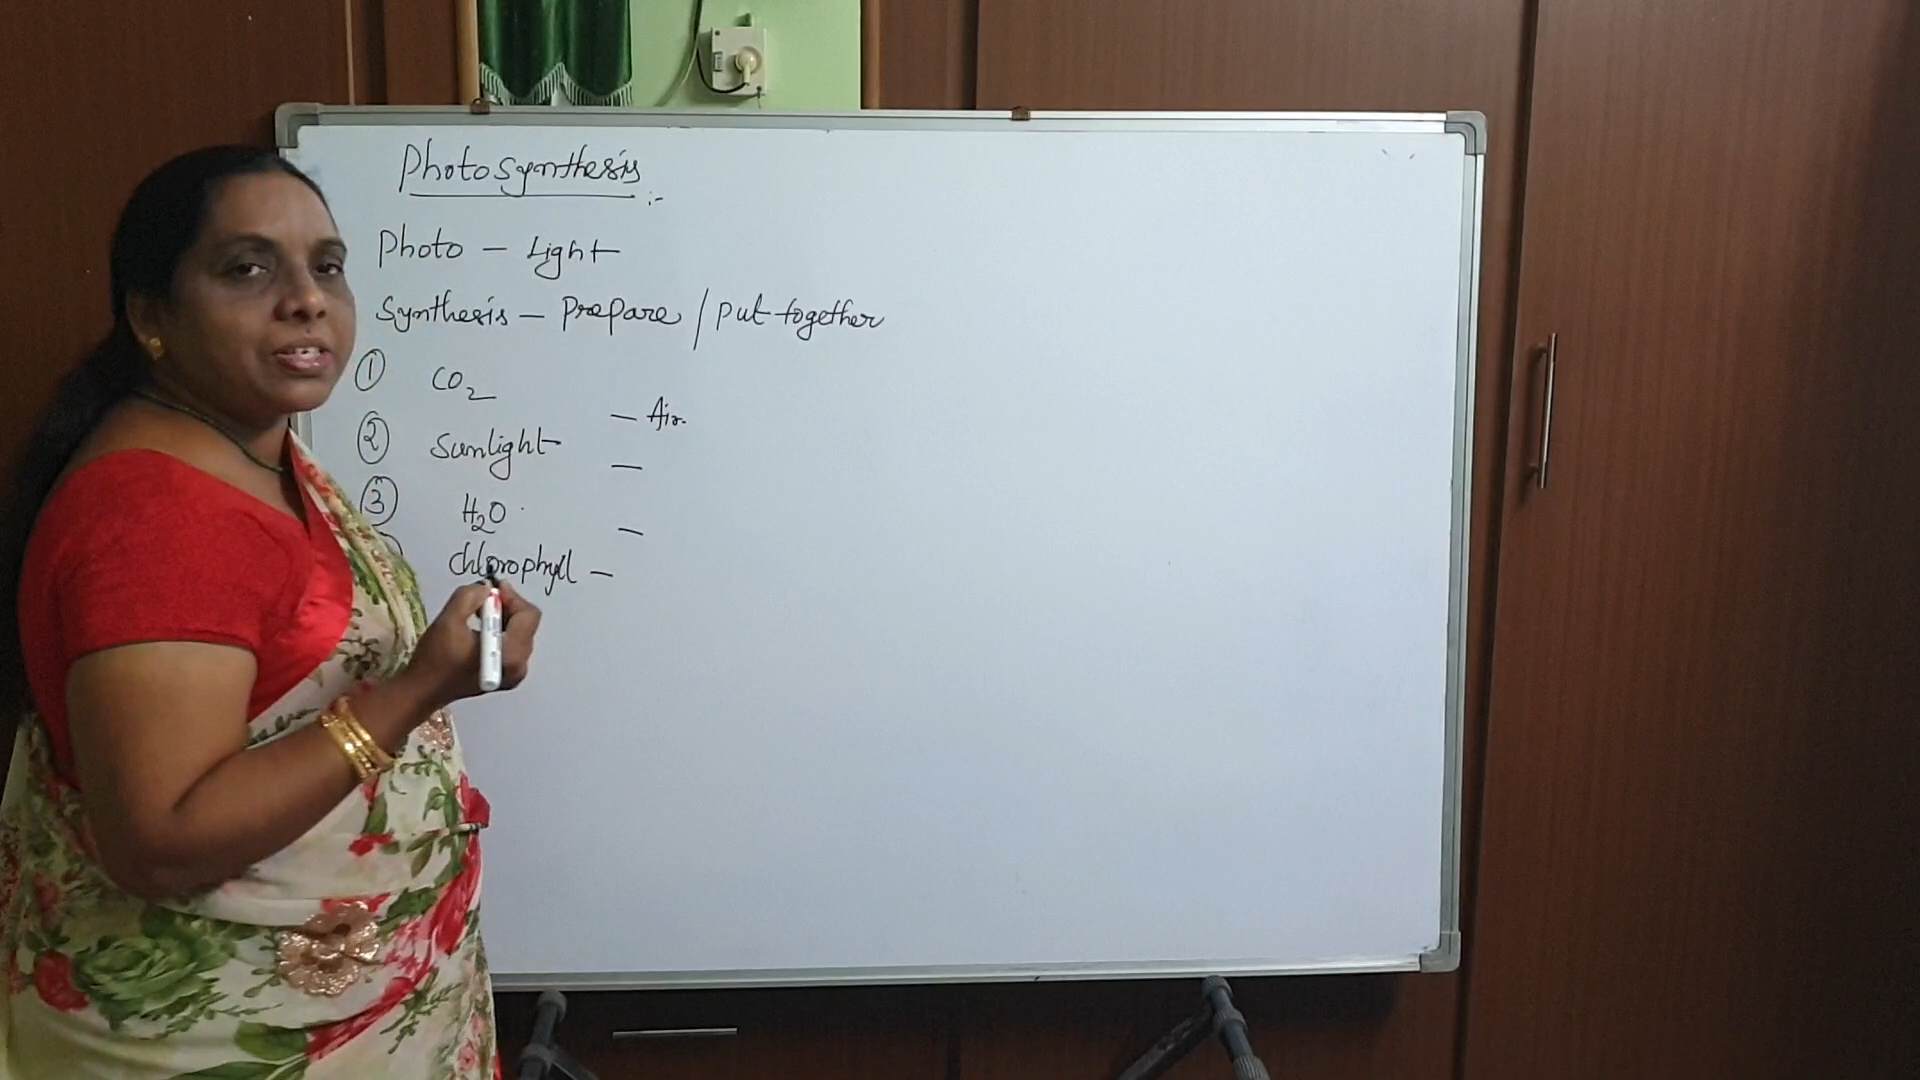 Photosynthesis :-
Photo - Light
Synthesis - Prepare / Put together
① CO2 - Air.
② Sunlight -
③ H2O -
chlorophyll -